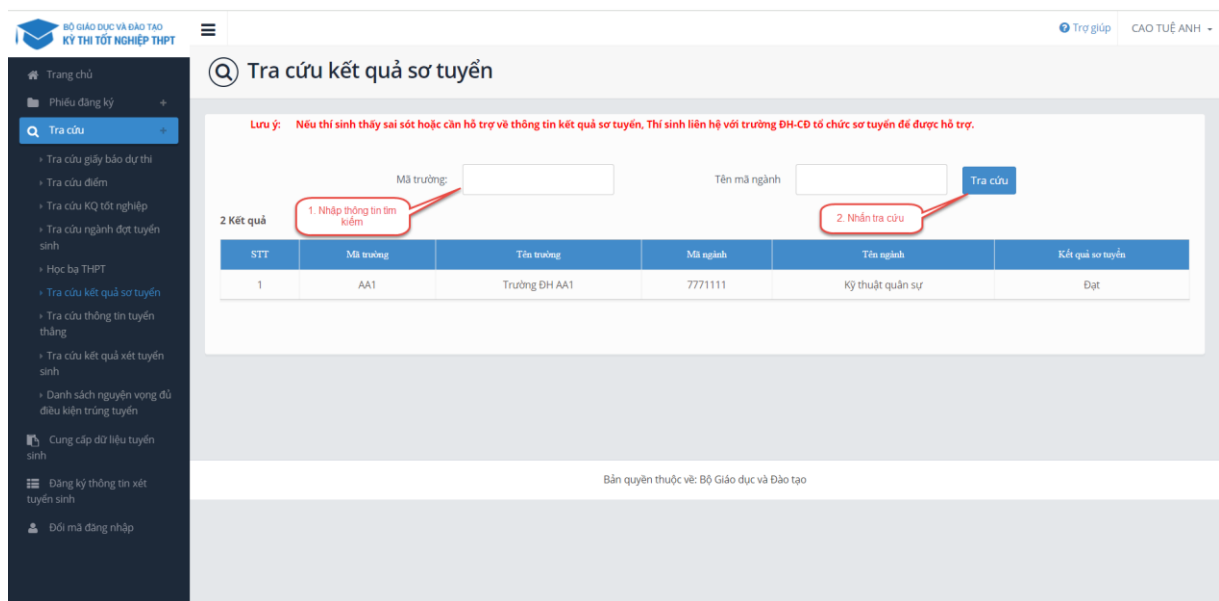 BỘ GIÁO DỤC VÀ ĐÀO TẠO
KỲ THI TỐT NGHIỆP THPT
Trợ giúp
CAO TUỆ ANH
Trang chủ
Phiếu đăng ký +
Tra cứu +
Tra cứu giấy báo dự thi
Tra cứu điểm
Tra cứu KQ tốt nghiệp
Tra cứu ngành đợt tuyển
sinh
Học bạ THPT
Tra cứu kết quả sơ tuyển
Tra cứu thông tin tuyển
thẳng
Tra cứu kết quả xét tuyển
sinh
Danh sách nguyện vọng đủ
điều kiện trúng tuyển
Cung cấp dữ liệu tuyển
sinh
Đăng ký thông tin xét
tuyển sinh
Đổi mã đăng nhập
Tra cứu kết quả sơ tuyển
Lưu ý: Nếu thí sinh thấy sai sót hoặc cần hỗ trợ về thông tin kết quả sơ tuyển, Thí sinh liên hệ với trường ĐH-CĐ tổ chức sơ tuyển để được hỗ trợ.
Mã trường:
Tên mã ngành
Tra cứu
1. Nhập thông tin tìm
kiếm
2. Nhấn tra cứu
2 Kết quả
STT Mã trường Tên trường Mã ngành Tên ngành Kết quả sơ tuyển
1 AA1 Trường ĐH AA1 7771111 Kỹ thuật quân sự Đạt
Bản quyền thuộc về: Bộ Giáo dục và Đào tạo